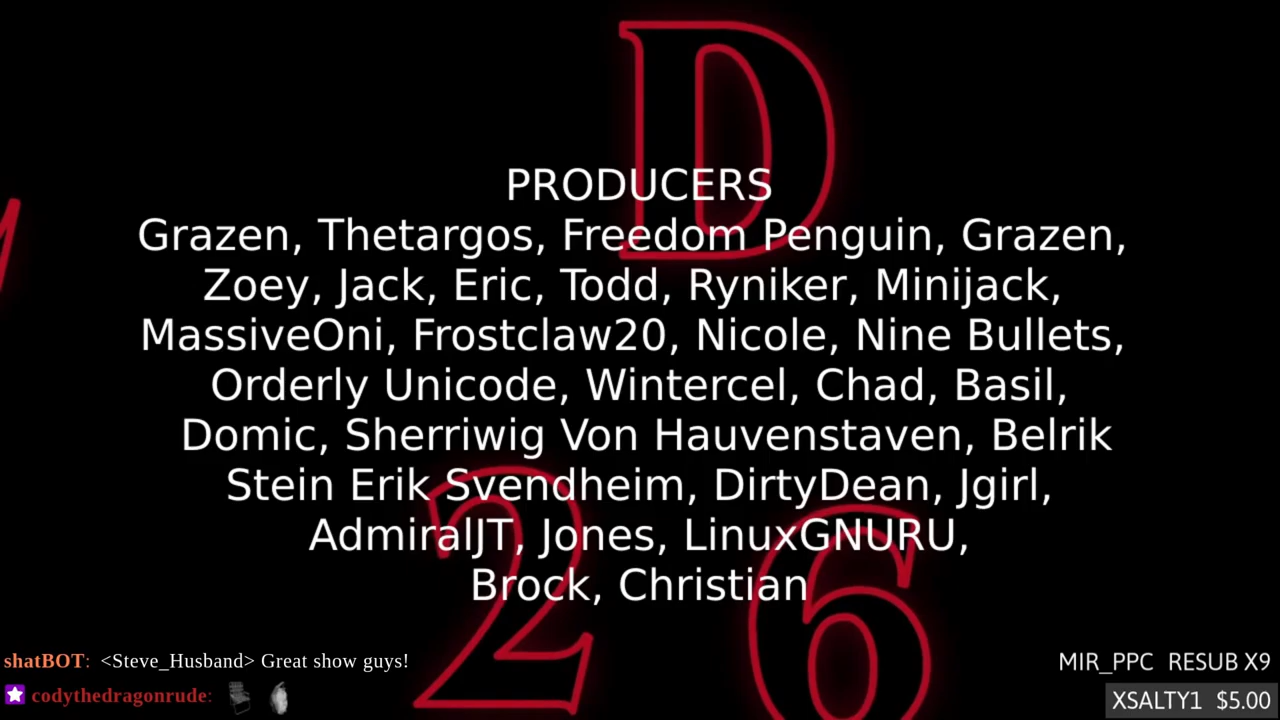 D
PRODUCERS
Grazen, Thetargos, Freedom Penguin, Grazen,
Zoey, Jack, Eric, Todd, Ryniker, Minijack,
MassiveOni, Frostclaw20, Nicole, Nine Bullets,
Orderly Unicode, Wintercel, Chad, Basil,
Domic, Sherriwig Von Hauvenstaven, Belrik
Stein Erik Svendheim, DirtyDean, Jgirl,
AdmiralJT, Jones, LinuxGNURU,
Brock, Christian
2 6
shatBOT: <Steve_Husband> Great show guys!
codythedragonrude:
MIR_PPC RESUB X9
XSALTY1 $5.00